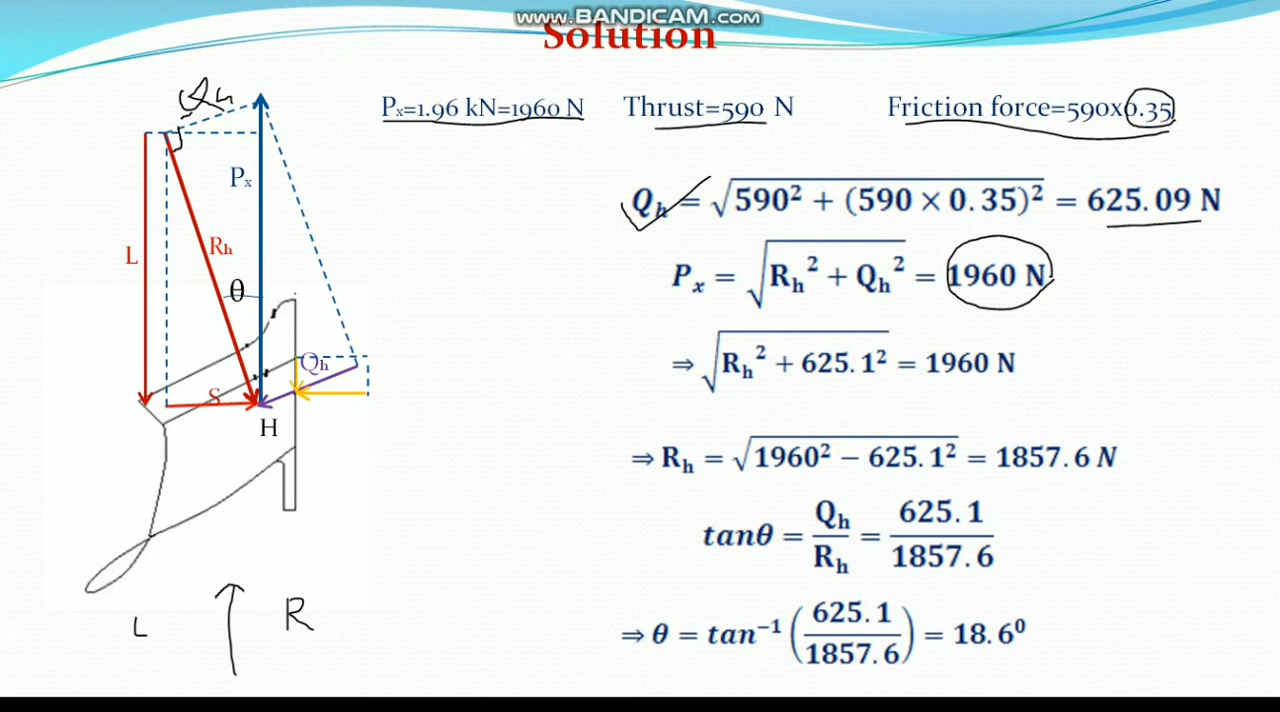 www.BANDICAM.com
Solution
Pₓ=1.96 kN=1960 N Thrust=590 N Friction force=590x0.35
Qₕ = √(590² + (590 × 0.35)²) = 625.09 N
Pₓ = √(Rₕ² + Qₕ²) = 1960 N
⇒ √(Rₕ² + 625.1²) = 1960 N
⇒ Rₕ = √(1960² − 625.1²) = 1857.6 N
tanθ = Qₕ/Rₕ = 625.1/1857.6
⇒ θ = tan⁻¹(625.1/1857.6) = 18.6⁰
Qₕ
Pₓ
L
Rₕ
θ
Qₕ
S
H
L
R